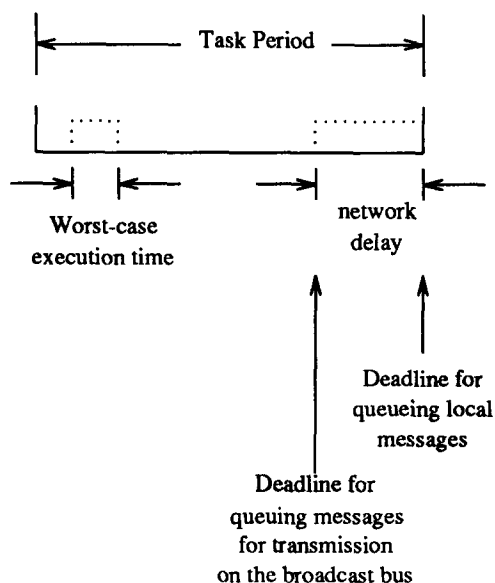 Task Period
Worst-case
execution time
network
delay
Deadline for
queueing local
messages
Deadline for
queuing messages
for transmission
on the broadcast bus